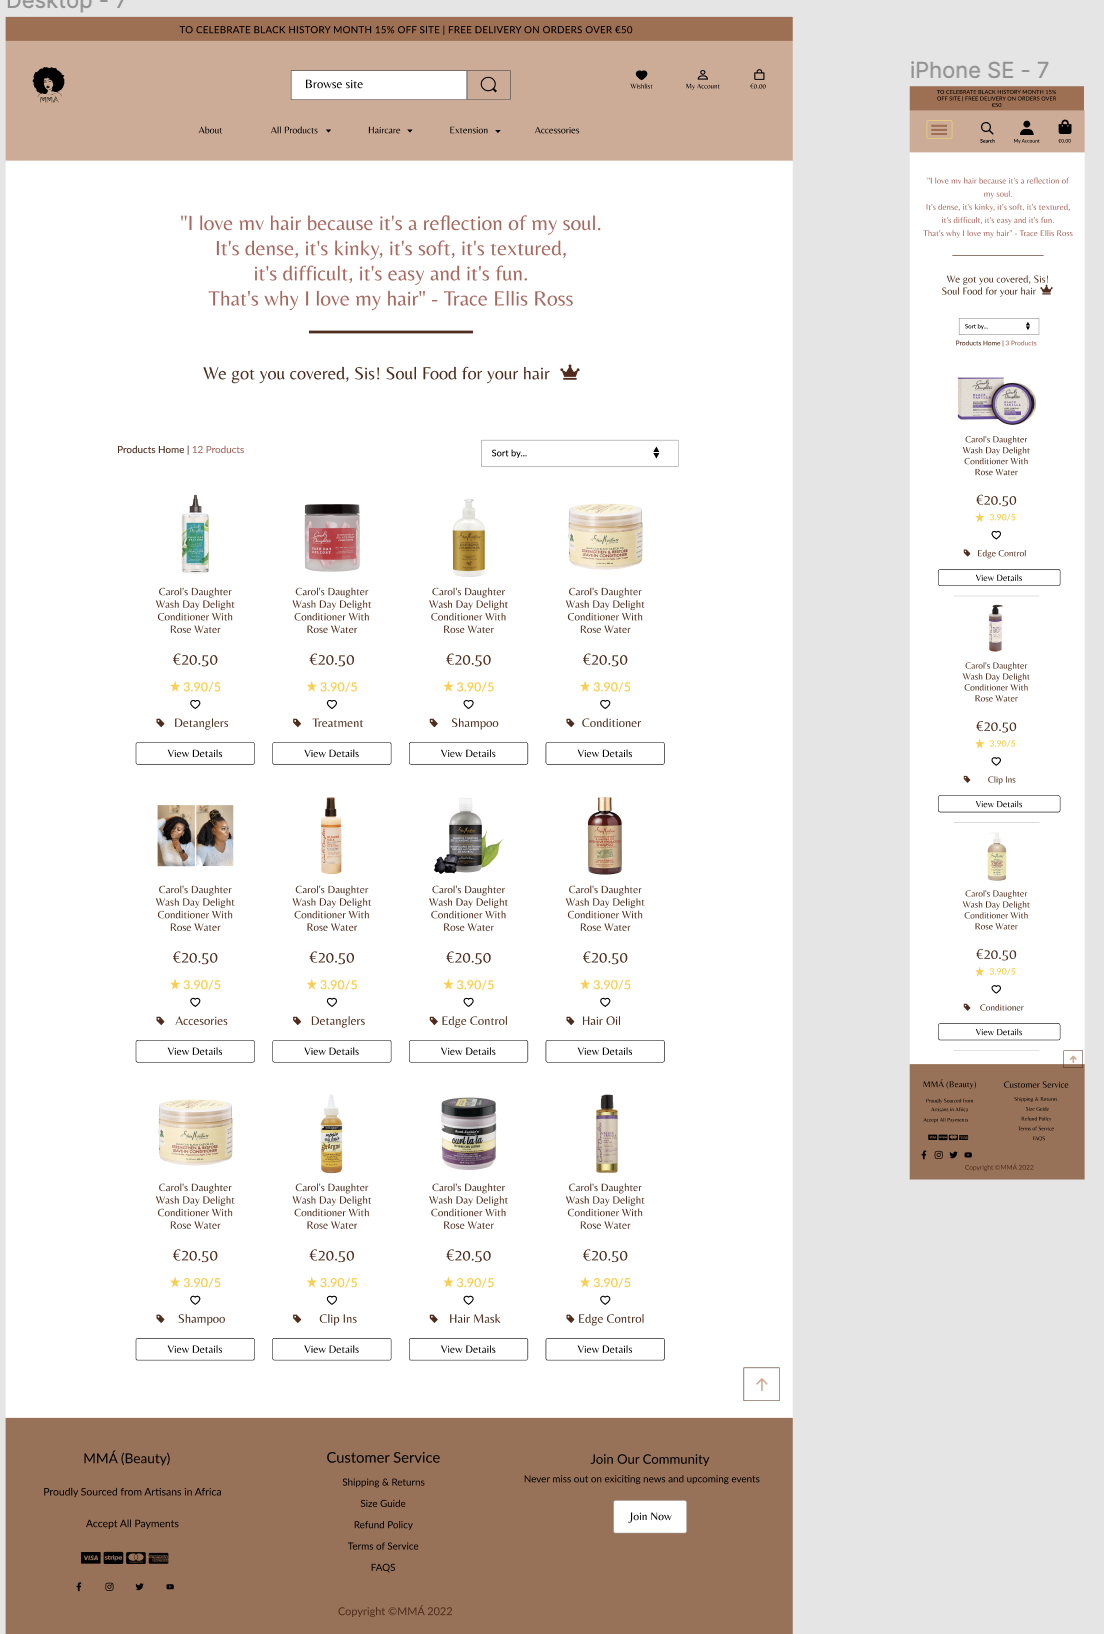 Desktop - 7
TO CELEBRATE BLACK HISTORY MONTH 15% OFF SITE | FREE DELIVERY ON ORDERS OVER €50
MMÁ
Browse site
Wishlist
My Account
€0.00
About
All Products
Haircare
Extension
Accessories
"I love my hair because it's a reflection of my soul.
It's dense, it's kinky, it's soft, it's textured,
it's difficult, it's easy and it's fun.
That's why I love my hair" - Trace Ellis Ross
We got you covered, Sis! Soul Food for your hair
Products Home | 12 Products
Sort by...
Carol's Daughter Carol's Daughter Carol's Daughter Carol's Daughter
Wash Day Delight Wash Day Delight Wash Day Delight Wash Day Delight
Conditioner With Conditioner With Conditioner With Conditioner With
Rose Water Rose Water Rose Water Rose Water
€20.50 €20.50 €20.50 €20.50
3.90/5 3.90/5 3.90/5 3.90/5
Detanglers Treatment Shampoo Conditioner
View Details View Details View Details View Details
Carol's Daughter Carol's Daughter Carol's Daughter Carol's Daughter
Wash Day Delight Wash Day Delight Wash Day Delight Wash Day Delight
Conditioner With Conditioner With Conditioner With Conditioner With
Rose Water Rose Water Rose Water Rose Water
€20.50 €20.50 €20.50 €20.50
3.90/5 3.90/5 3.90/5 3.90/5
Accesories Detanglers Edge Control Hair Oil
View Details View Details View Details View Details
Carol's Daughter Carol's Daughter Carol's Daughter Carol's Daughter
Wash Day Delight Wash Day Delight Wash Day Delight Wash Day Delight
Conditioner With Conditioner With Conditioner With Conditioner With
Rose Water Rose Water Rose Water Rose Water
€20.50 €20.50 €20.50 €20.50
3.90/5 3.90/5 3.90/5 3.90/5
Shampoo Clip Ins Hair Mask Edge Control
View Details View Details View Details View Details
MMÁ (Beauty)
Proudly Sourced from Artisans in Africa
Accept All Payments
VISA stripe
Customer Service
Shipping & Returns
Size Guide
Refund Policy
Terms of Service
FAQS
Join Our Community
Never miss out on exiciting news and upcoming events
Join Now
Copyright ©MMÁ 2022
iPhone SE - 7
TO CELEBRATE BLACK HISTORY MONTH 15%
OFF SITE | FREE DELIVERY ON ORDERS OVER
€50
Search
My Account
€0.00
"I love my hair because it's a reflection of
my soul.
It's dense, it's kinky, it's soft, it's textured,
it's difficult, it's easy and it's fun.
That's why I love my hair" - Trace Ellis Ross
We got you covered, Sis!
Soul Food for your hair
Sort by...
Products Home | 3 Products
Carol's Daughter
Wash Day Delight
Conditioner With
Rose Water
€20.50
3.90/5
Edge Control
View Details
Carol's Daughter
Wash Day Delight
Conditioner With
Rose Water
€20.50
3.90/5
Clip Ins
View Details
Carol's Daughter
Wash Day Delight
Conditioner With
Rose Water
€20.50
3.90/5
Conditioner
View Details
MMÁ (Beauty)
Proudly Sourced from
Artisans in Africa
Accept All Payments
Customer Service
Shipping & Returns
Size Guide
Refund Policy
Terms of Service
FAQS
Copyright ©MMÁ 2022